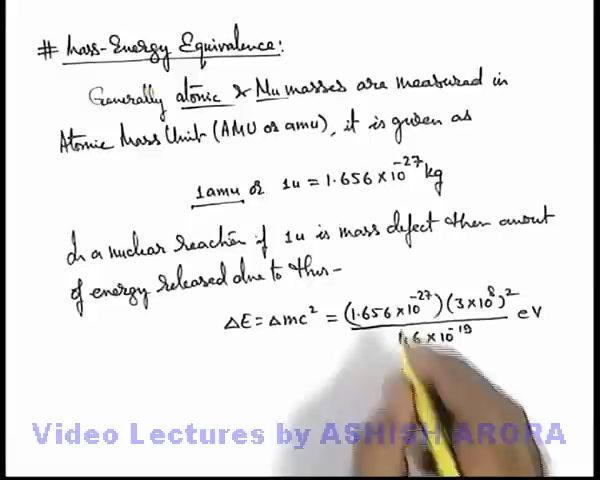 # Mass-Energy Equivalence:
Generally atomic & Nu masses are measured in
Atomic Mass Unit (AMU or amu), it is given as
1amu or 1u = 1.656 × 10⁻²⁷ kg
In a nuclear reaction if 1u is mass defect then amout
of energy released due to this –
ΔE = Δmc² = (1.656 × 10⁻²⁷) (3 × 10⁸)² / 1.6 × 10⁻¹⁹ eV
Video Lectures by ASHISH ARORA